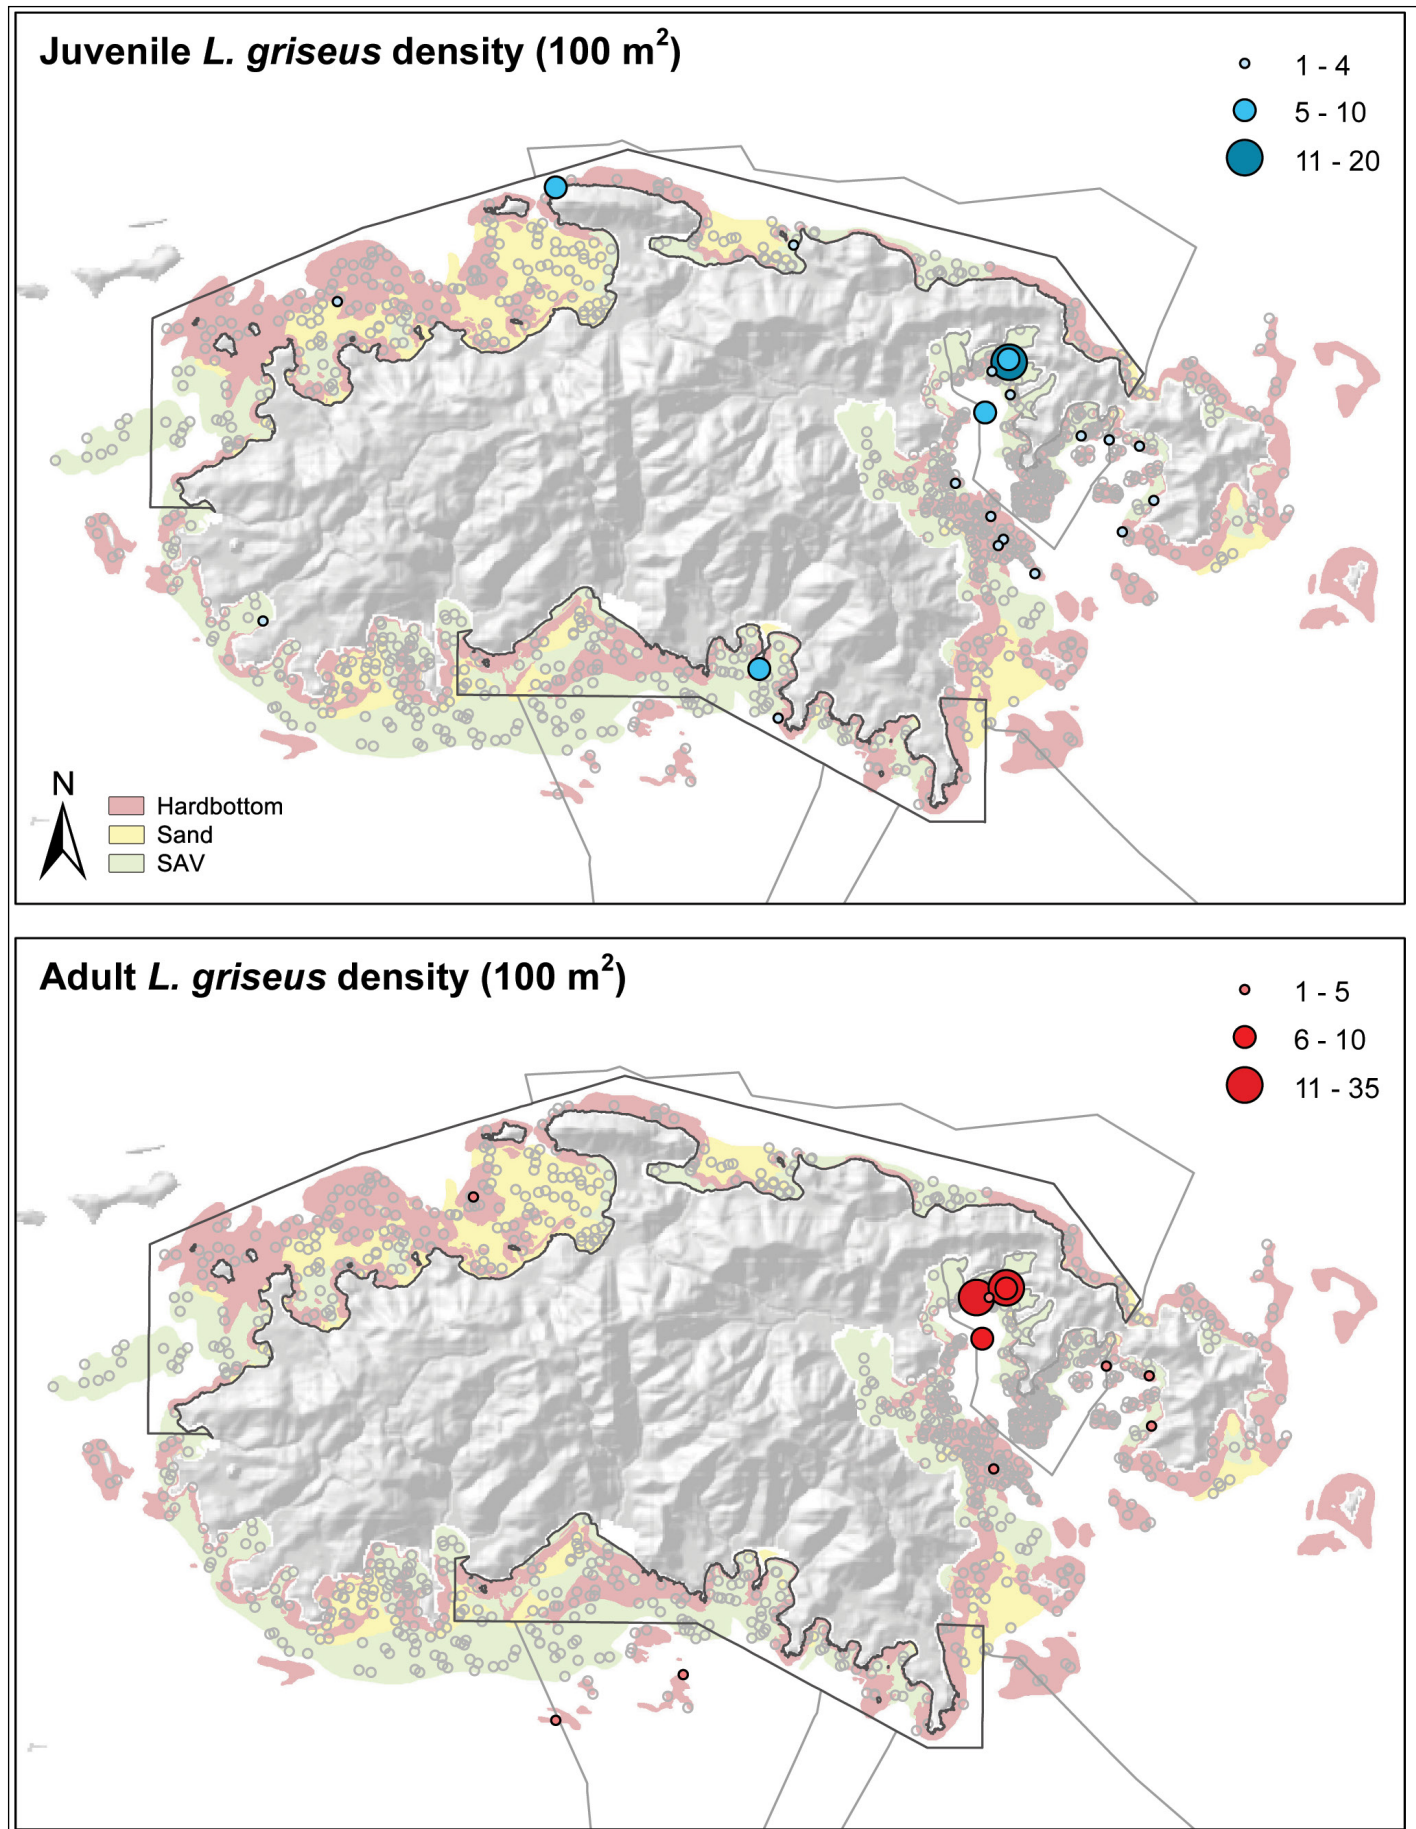 Juvenile L. griseus density (100 m²)
1 - 4
5 - 10
11 - 20
N
Hardbottom
Sand
SAV
Adult L. griseus density (100 m²)
1 - 5
6 - 10
11 - 35